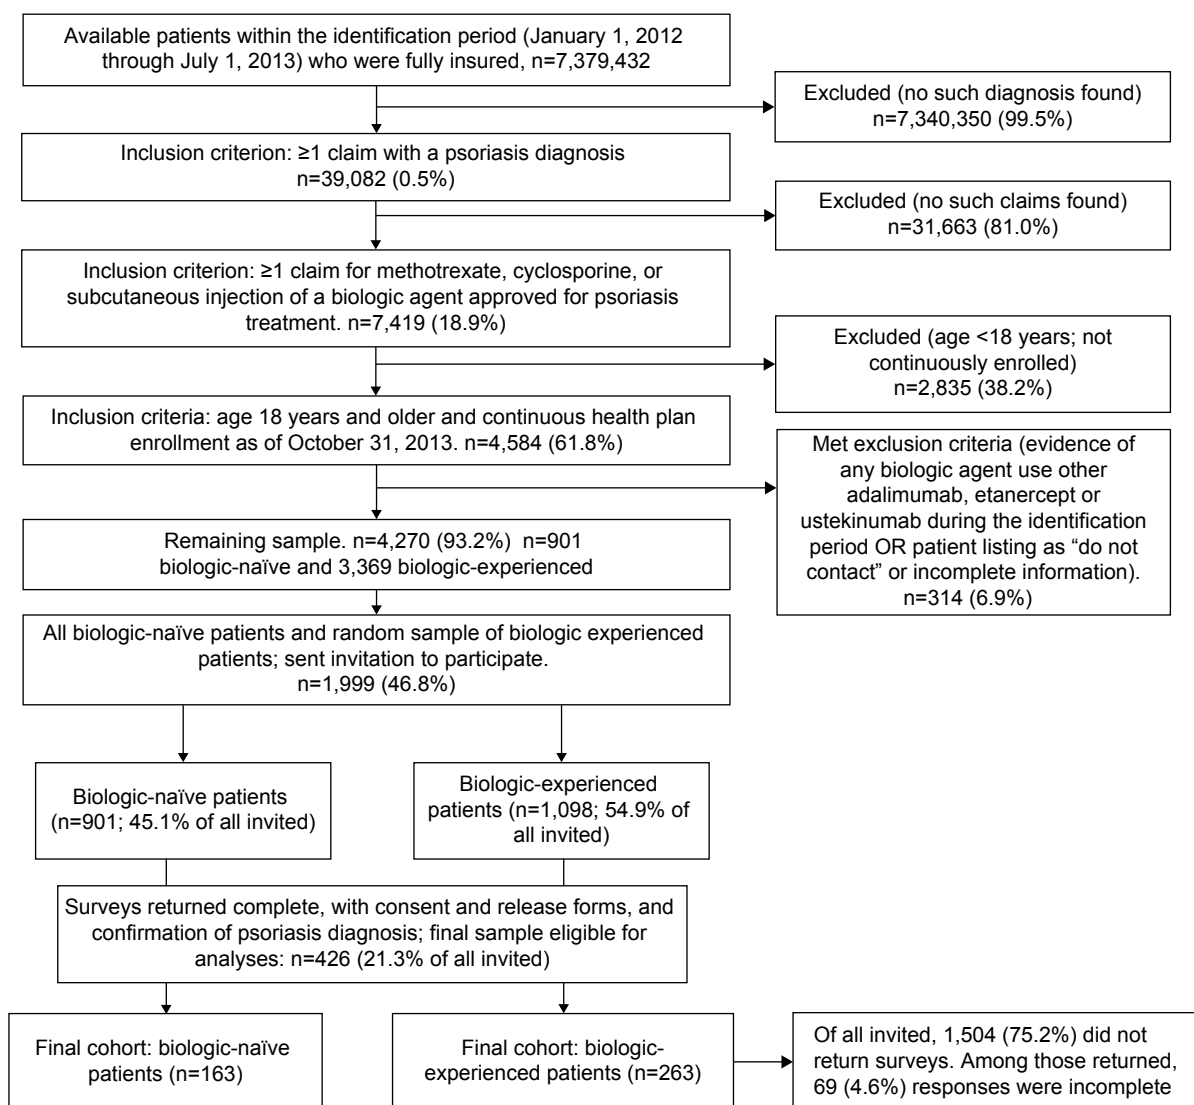 Available patients within the identification period (January 1, 2012
through July 1, 2013) who were fully insured, n=7,379,432
Excluded (no such diagnosis found)
n=7,340,350 (99.5%)
Inclusion criterion: ≥1 claim with a psoriasis diagnosis
n=39,082 (0.5%)
Excluded (no such claims found)
n=31,663 (81.0%)
Inclusion criterion: ≥1 claim for methotrexate, cyclosporine, or
subcutaneous injection of a biologic agent approved for psoriasis
treatment. n=7,419 (18.9%)
Excluded (age <18 years; not
continuously enrolled)
n=2,835 (38.2%)
Inclusion criteria: age 18 years and older and continuous health plan
enrollment as of October 31, 2013. n=4,584 (61.8%)
Met exclusion criteria (evidence of
any biologic agent use other
adalimumab, etanercept or
ustekinumab during the identification
period OR patient listing as “do not
contact” or incomplete information).
n=314 (6.9%)
Remaining sample. n=4,270 (93.2%) n=901
biologic-naïve and 3,369 biologic-experienced
All biologic-naïve patients and random sample of biologic experienced
patients; sent invitation to participate.
n=1,999 (46.8%)
Biologic-naïve patients
(n=901; 45.1% of all invited)
Biologic-experienced
patients (n=1,098; 54.9% of
all invited)
Surveys returned complete, with consent and release forms, and
confirmation of psoriasis diagnosis; final sample eligible for
analyses: n=426 (21.3% of all invited)
Final cohort: biologic-naïve
patients (n=163)
Final cohort: biologic-
experienced patients (n=263)
Of all invited, 1,504 (75.2%) did not
return surveys. Among those returned,
69 (4.6%) responses were incomplete